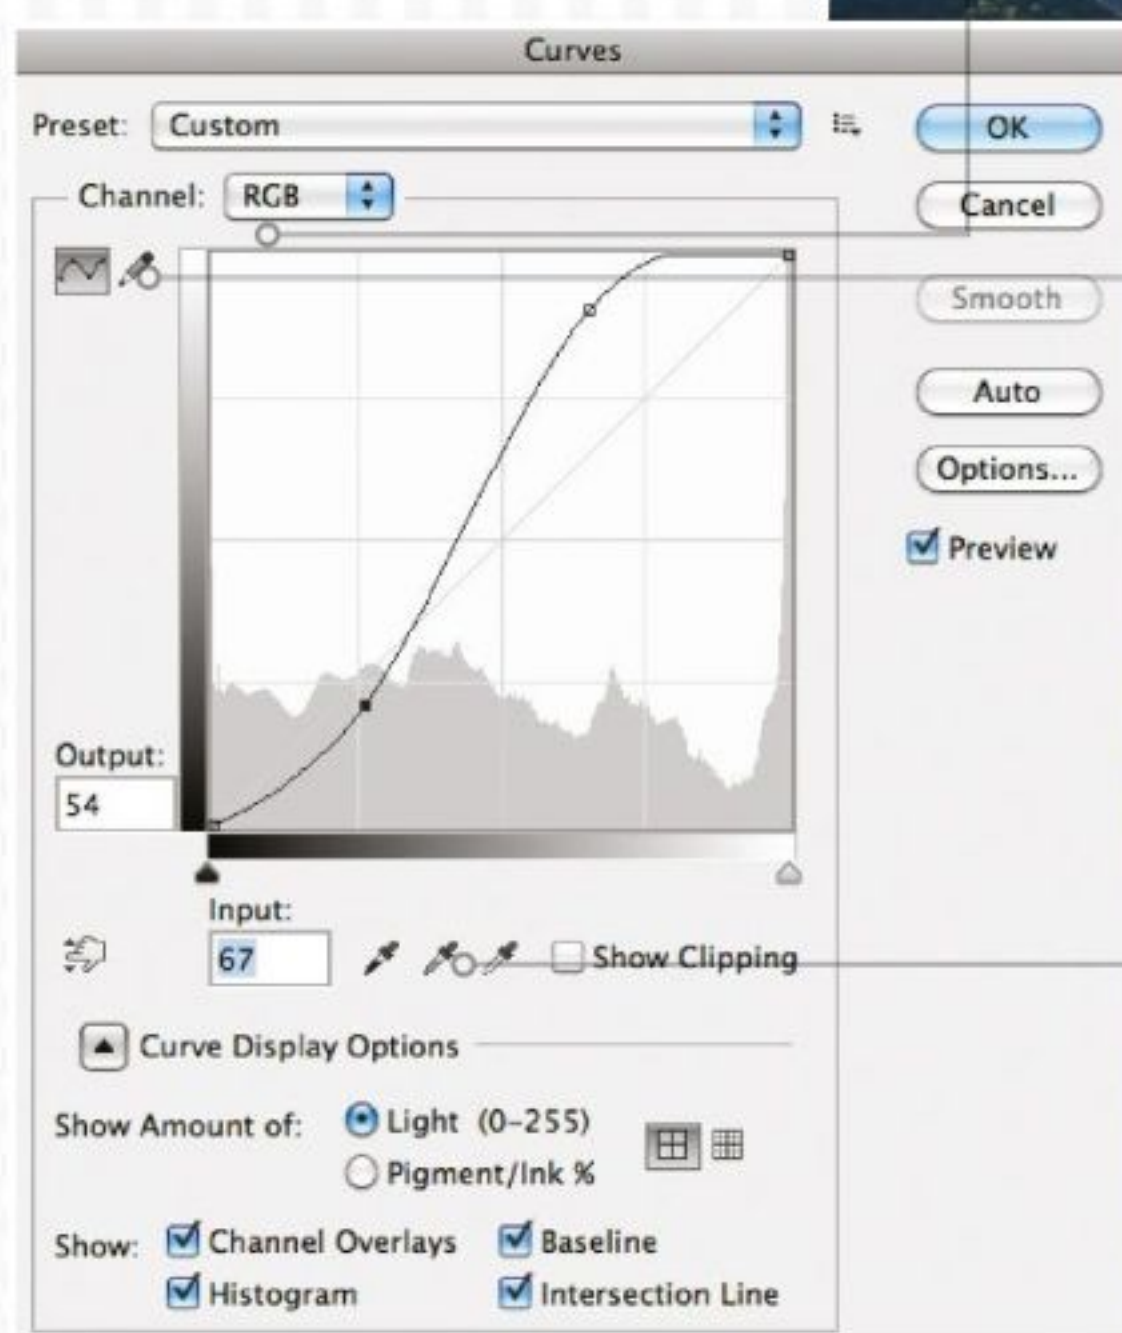 Curves
Preset: Custom
OK
Channel: RGB
Cancel
Smooth
Auto
Options...
Preview
Output:
54
Input:
67
Show Clipping
Curve Display Options
Show Amount of: Light (0-255)
Pigment/Ink %
Show: Channel Overlays Baseline
Histogram Intersection Line